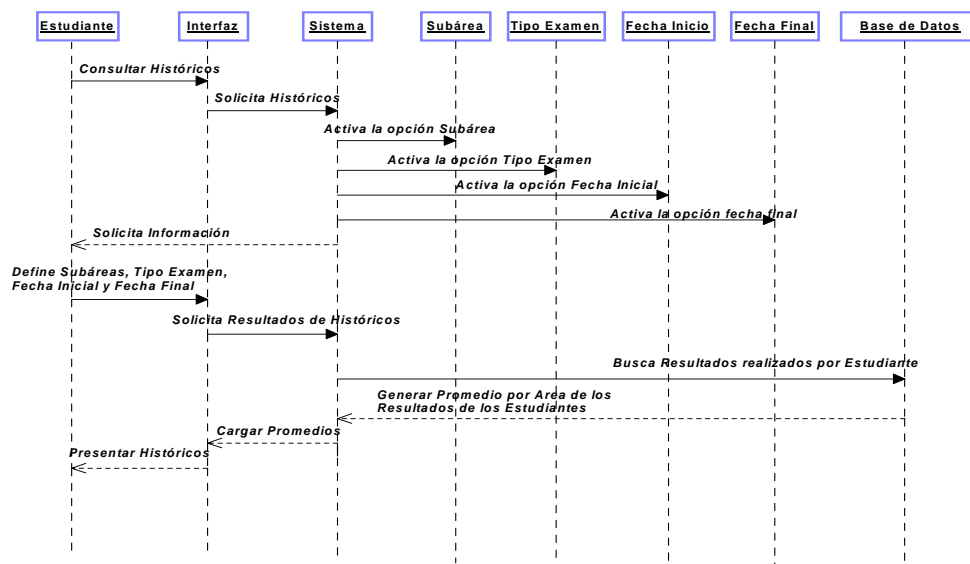 Estudiante
Interfaz
Sistema
Subárea
Tipo Examen
Fecha Inicio
Fecha Final
Base de Datos
Consultar Históricos
Solicita Históricos
Activa la opción Subárea
Activa la opción Tipo Examen
Activa la opción Fecha Inicial
Activa la opción fecha final
Solicita Información
Define Subáreas, Tipo Examen,
Fecha Inicial y Fecha Final
Solicita Resultados de Históricos
Busca Resultados realizados por Estudiante
Generar Promedio por Area de los
Resultados de los Estudiantes
Cargar Promedios
Presentar Históricos